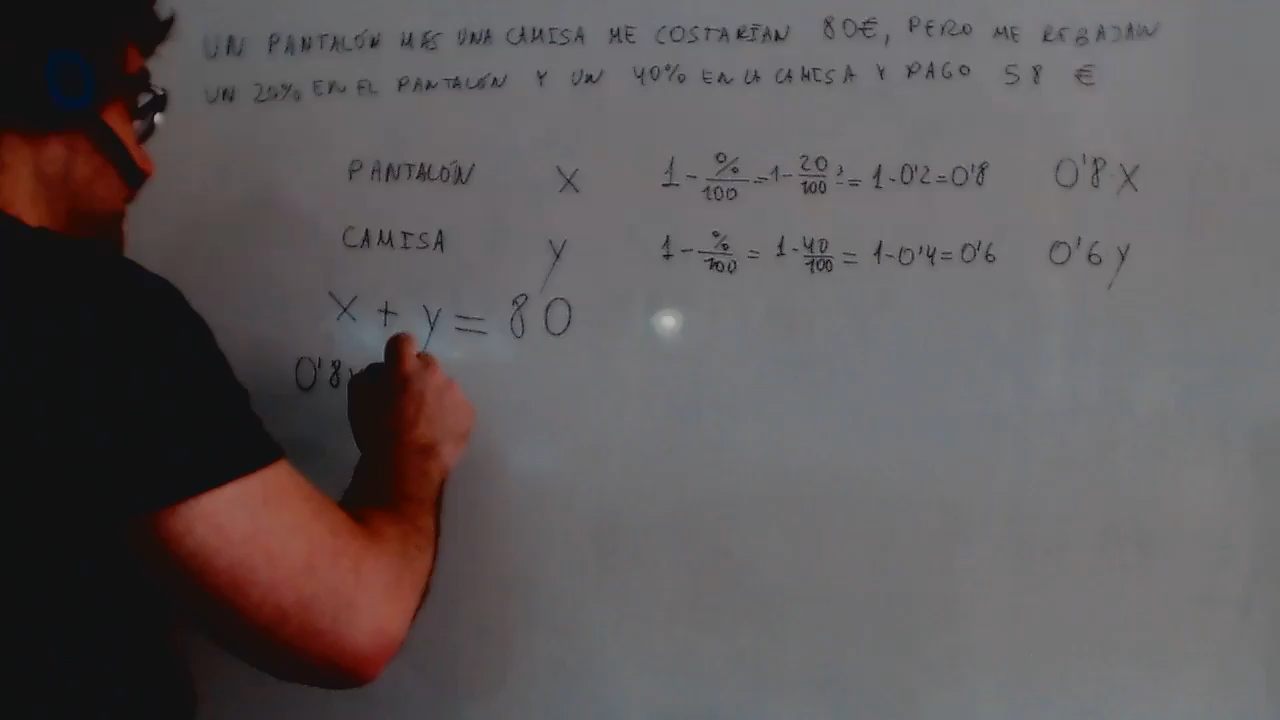 UN PANTALÓN MÁS UNA CAMISA ME COSTARÍAN 80€, PERO ME REBAJAN
UN 20% EN EL PANTALÓN Y UN 40% EN LA CAMISA Y PAGO 58 €
PANTALÓN X 1 - %/100 = 1 - 20/100 = 1 - 0'2 = 0'8 0'8 X
CAMISA y 1 - %/100 = 1 - 40/100 = 1 - 0'4 = 0'6 0'6 y
X + y = 80
0'8